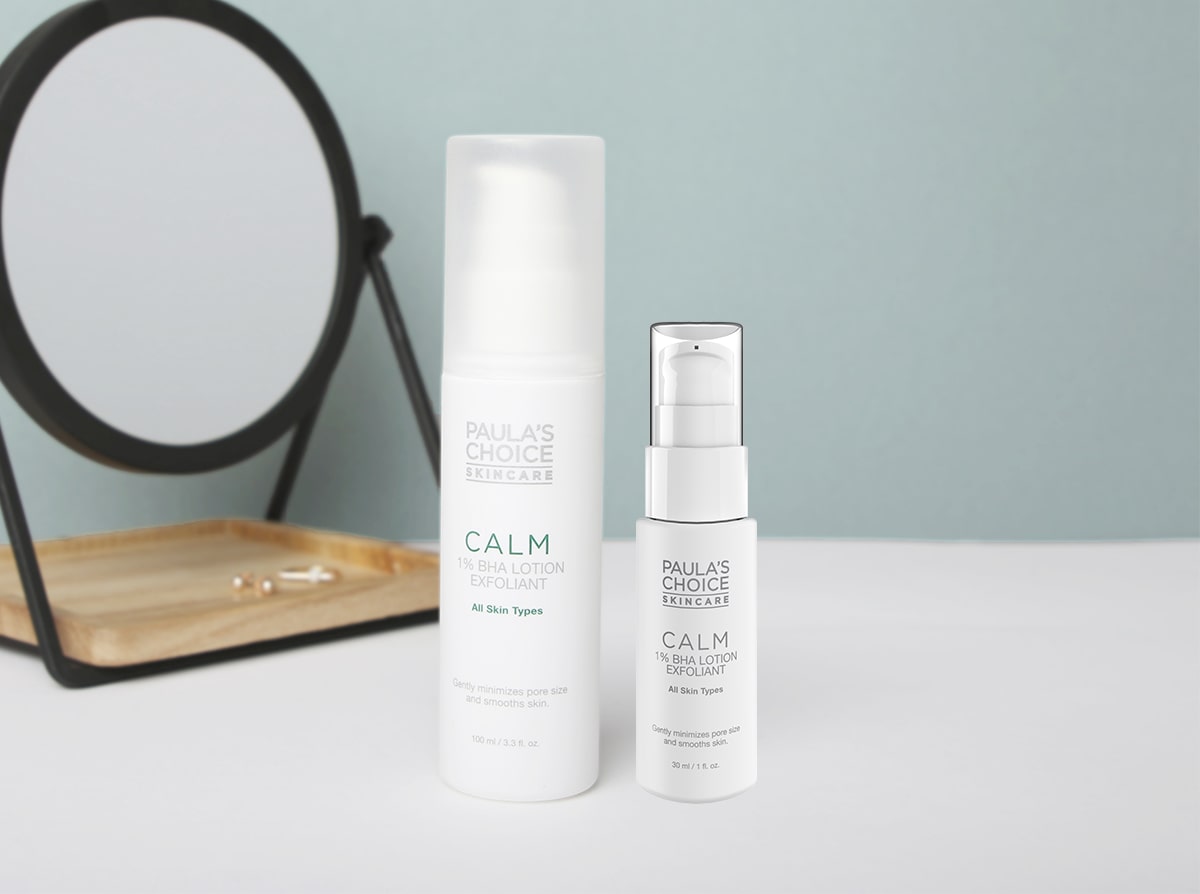 PAULA'S
CHOICE
SKINCARE
CALM
1% BHA LOTION
EXFOLIANT
All Skin Types
Gently minimizes pore size
and smooths skin.
100 ml / 3.3 fl. oz.
PAULA'S
CHOICE
SKINCARE
CALM
1% BHA LOTION
EXFOLIANT
All Skin Types
Gently minimizes pore size
and smooths skin.
30 ml / 1 fl. oz.